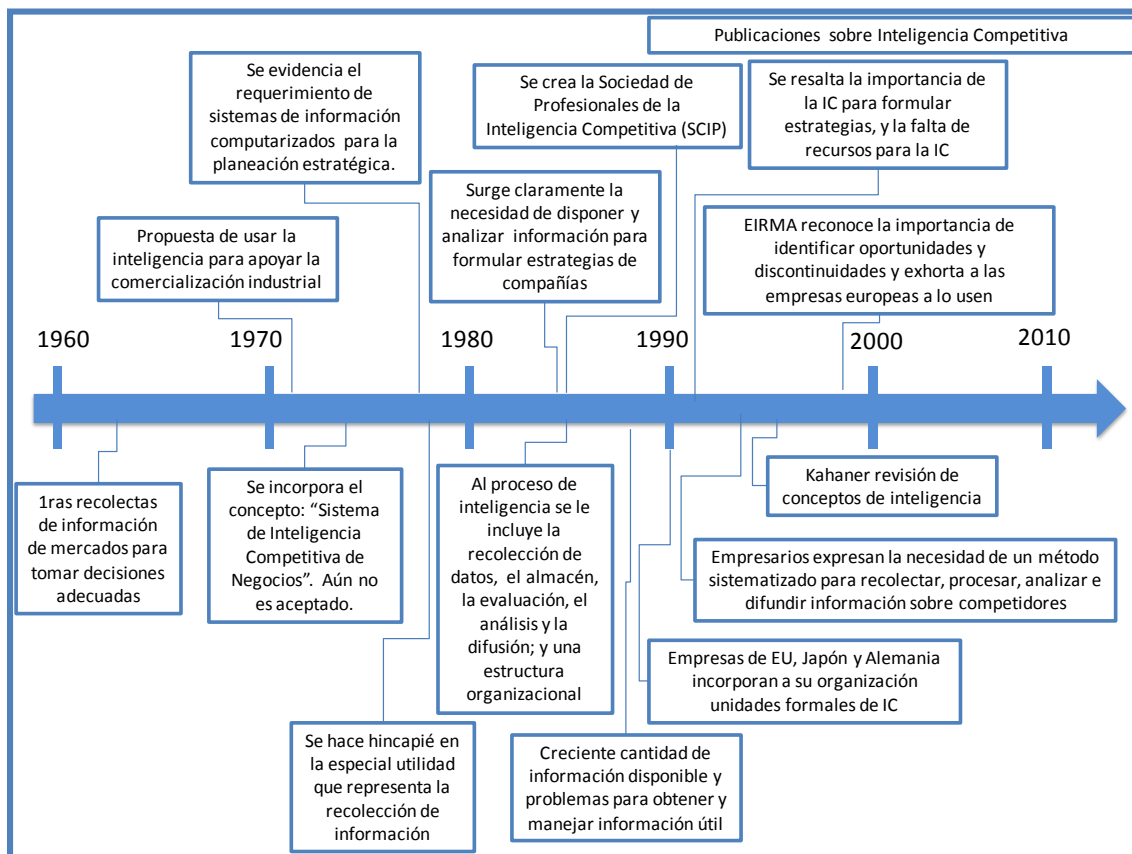 Publicaciones sobre Inteligencia Competitiva
Se evidencia el
requerimiento de
sistemas de información
computarizados para la
planeación estratégica.
Se crea la Sociedad de
Profesionales de la
Inteligencia Competitiva (SCIP)
Se resalta la importancia de
la IC para formular
estrategias, y la falta de
recursos para la IC
Propuesta de usar la
inteligencia para apoyar la
comercialización industrial
Surge claramente la
necesidad de disponer y
analizar información para
formular estrategias de
compañías
EIRMA reconoce la importancia de
identificar oportunidades y
discontinuidades y exhorta a las
empresas europeas a lo usen
1960
1970
1980
1990
2000
2010
1ras recolectas
de información
de mercados para
tomar decisiones
adecuadas
Se incorpora el
concepto: “Sistema
de Inteligencia
Competitiva de
Negocios”. Aún no
es aceptado.
Al proceso de
inteligencia se le
incluye la
recolección de
datos, el almacén,
la evaluación, el
análisis y la
difusión; y una
estructura
organizacional
Kahaner revisión de
conceptos de inteligencia
Empresarios expresan la necesidad de un método
sistematizado para recolectar, procesar, analizar e
difundir información sobre competidores
Empresas de EU, Japón y Alemania
incorporan a su organización
unidades formales de IC
Se hace hincapié en
la especial utilidad
que representa la
recolección de
información
Creciente cantidad de
información disponible y
problemas para obtener y
manejar información útil